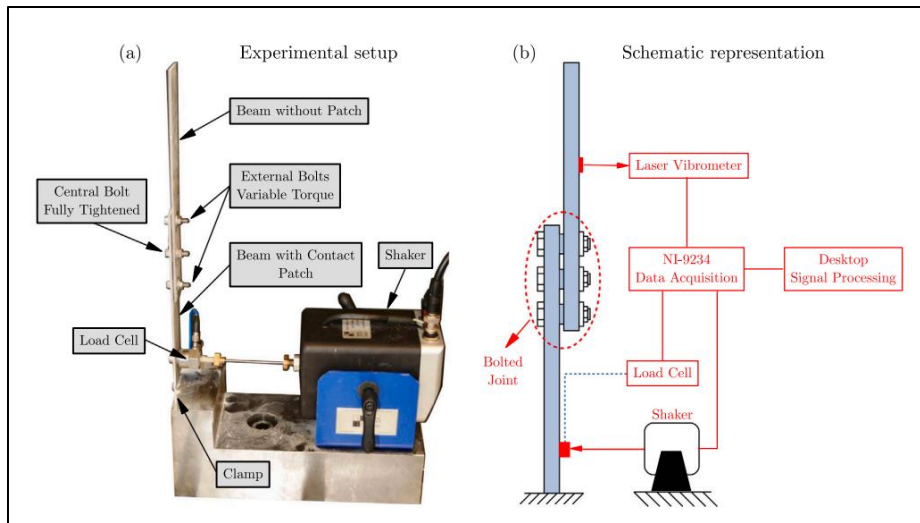 (a)
Experimental setup
Beam without Patch
External Bolts
Variable Torque
Central Bolt
Fully Tightened
Beam with Contact
Patch
Shaker
Load Cell
Clamp
(b)
Schematic representation
Laser Vibrometer
NI-9234
Data Acquisition
Desktop
Signal Processing
Bolted
Joint
Load Cell
Shaker